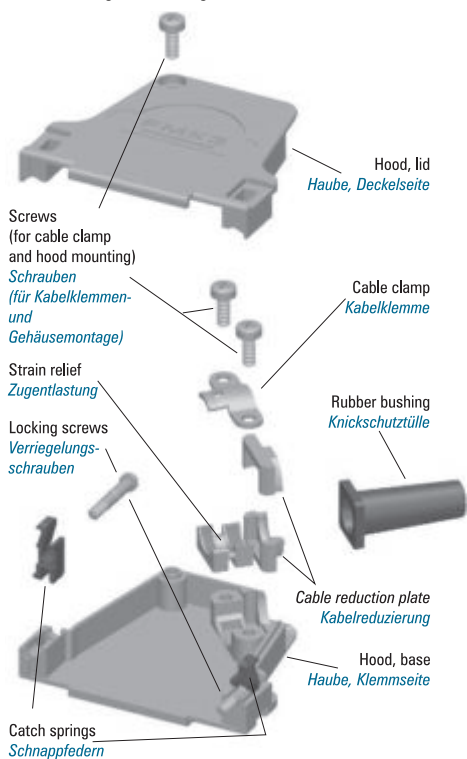 Hood, lid
Haube, Deckelseite
Screws
(for cable clamp
and hood mounting)
Schrauben
(für Kabelklemmen-
und
Gehäusemontage)
Cable clamp
Kabelklemme
Strain relief
Zugentlastung
Rubber bushing
Knickschutztülle
Locking screws
Verriegelungs-
schrauben
Cable reduction plate
Kabelreduzierung
Hood, base
Haube, Klemmseite
Catch springs
Schnappfedern